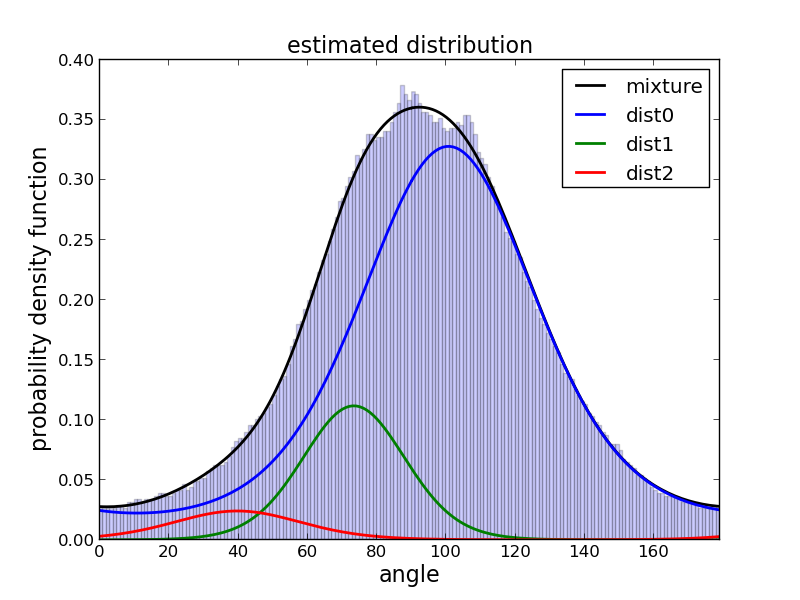 estimated distribution
probability density function
0.40
0.35
0.30
0.25
0.20
0.15
0.10
0.05
0.00
0 20 40 60 80 100 120 140 160
angle
mixture
dist0
dist1
dist2